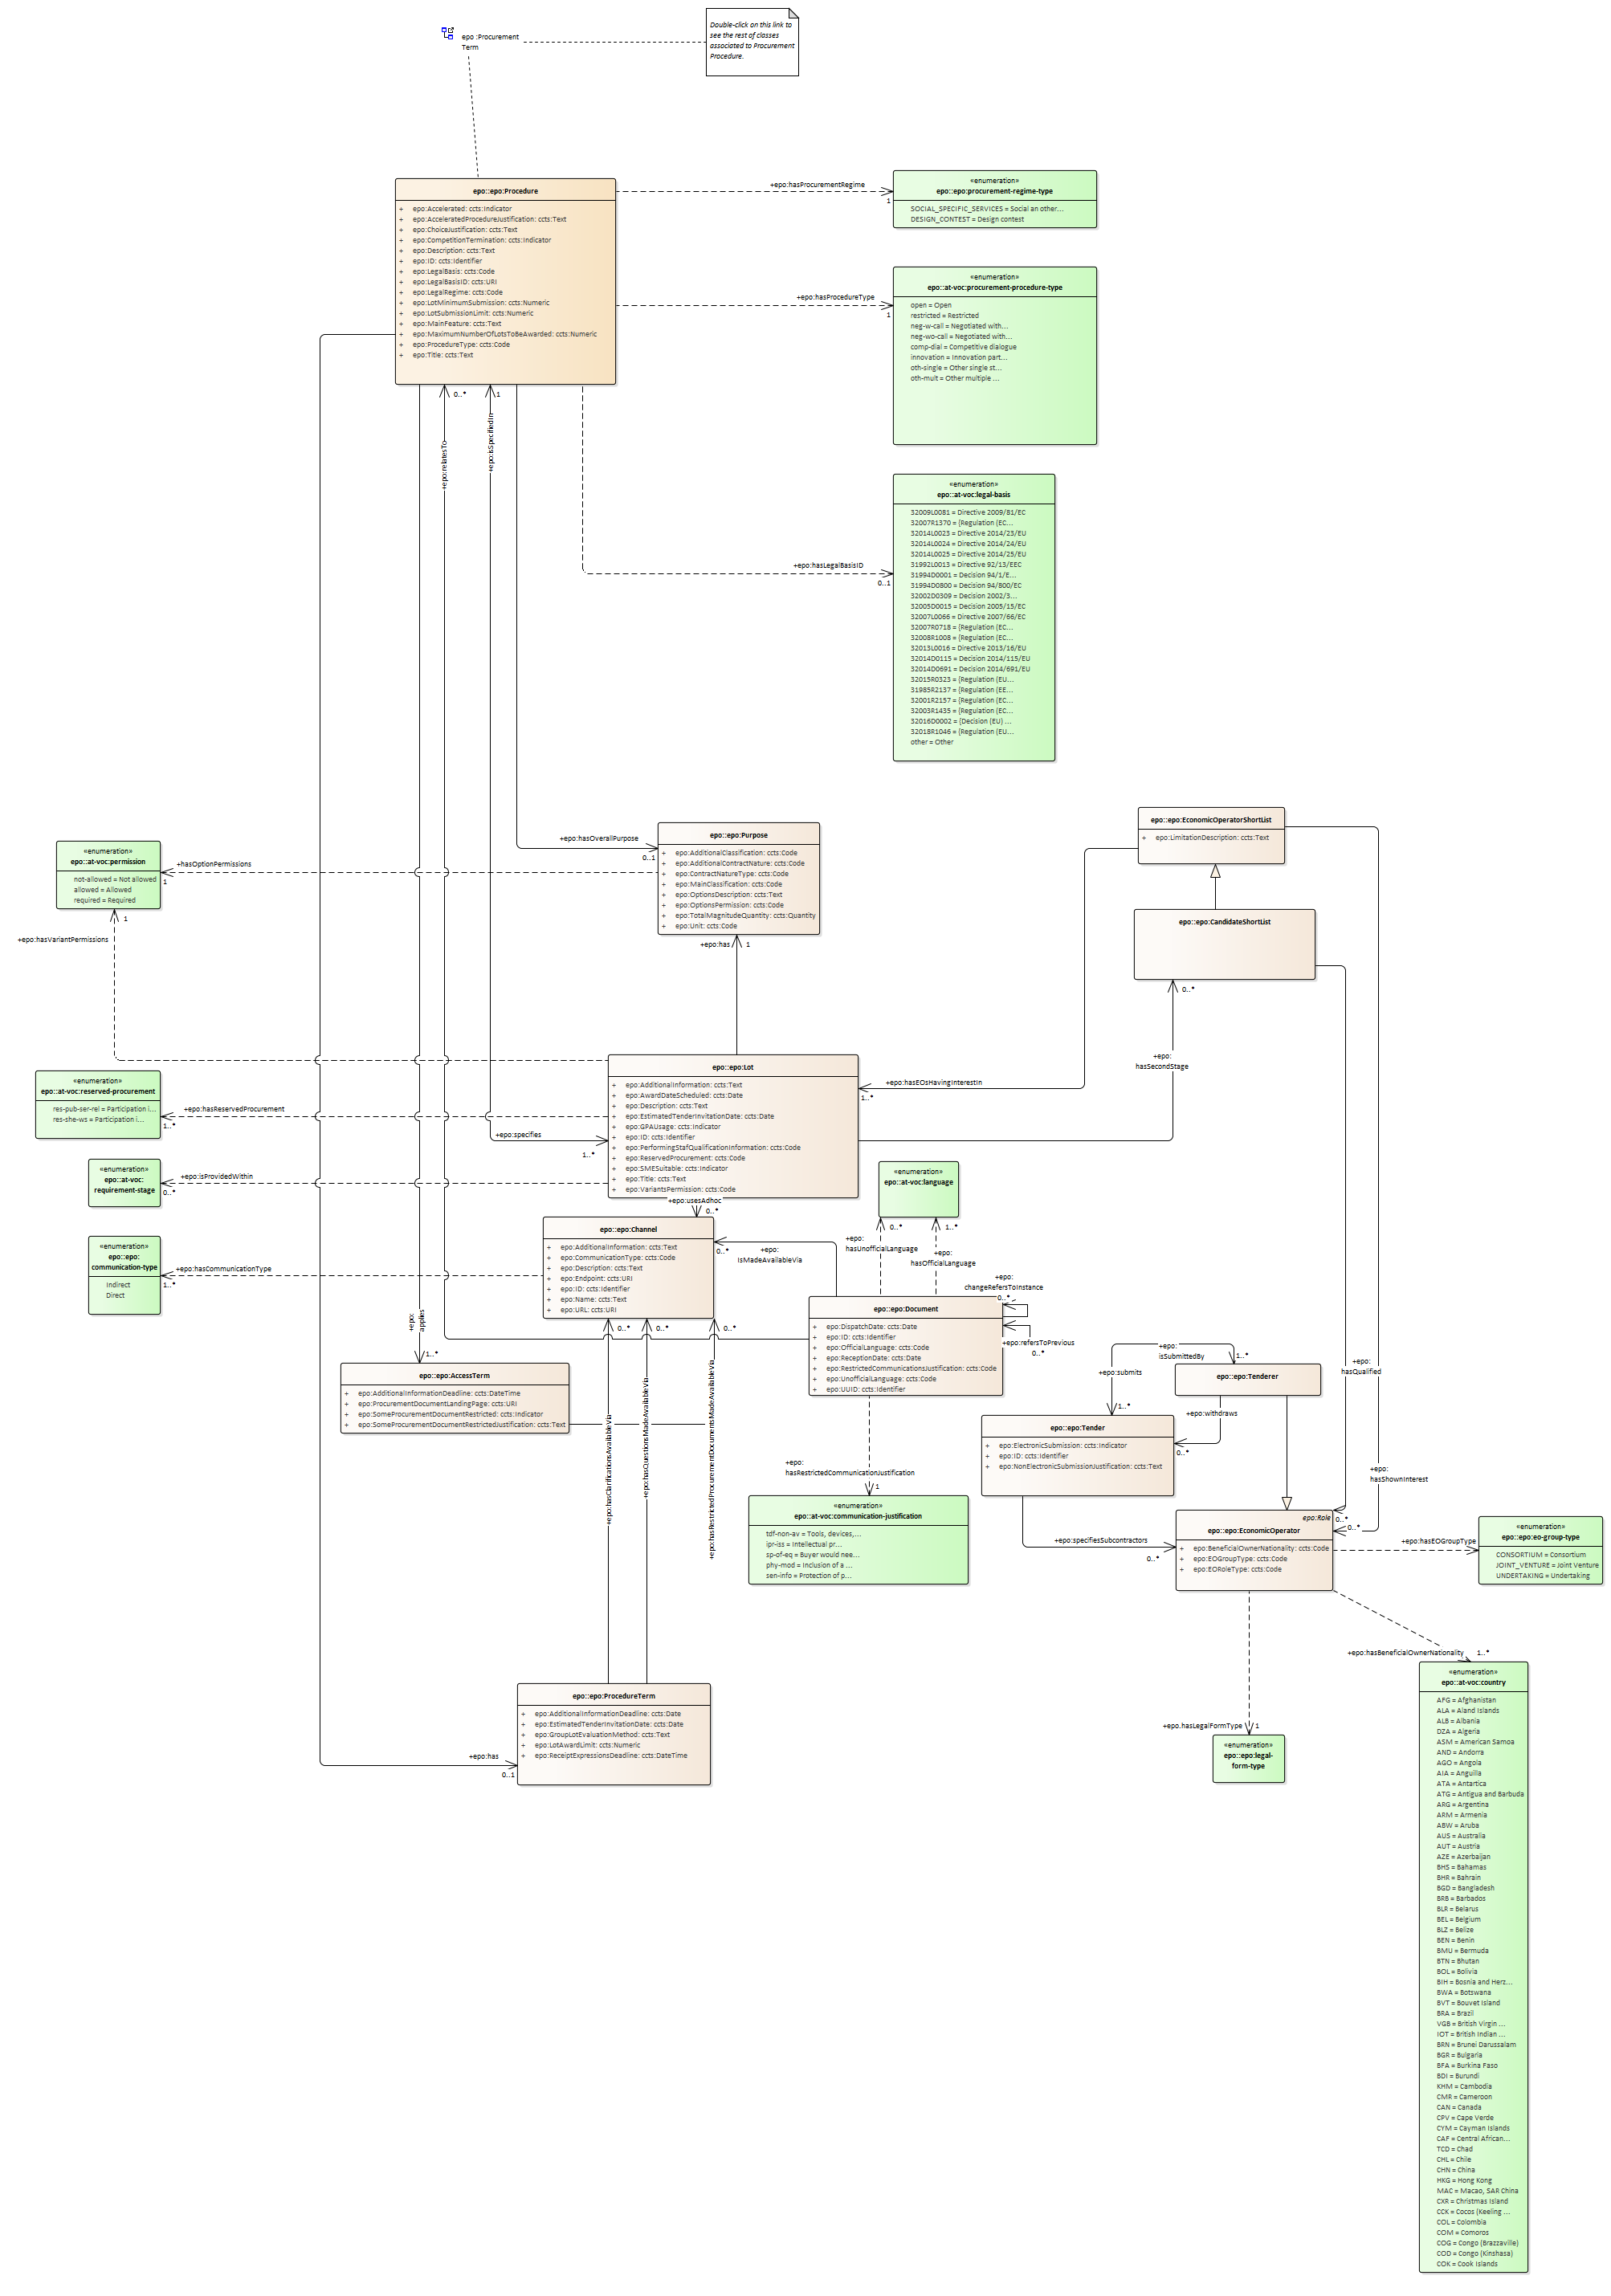 epo :Procurement
Term
Double-click on this link to
see the rest of classes
associated to Procurement
Procedure.
epo::epo:Procedure
+ epo:Accelerated: ccts:Indicator
+ epo:AcceleratedProcedureJustification: ccts:Text
+ epo:ChoiceJustification: ccts:Text
+ epo:CompetitionTermination: ccts:Indicator
+ epo:Description: ccts:Text
+ epo:ID: ccts:Identifier
+ epo:LegalBasis: ccts:Code
+ epo:LegalBasisID: ccts:URI
+ epo:LegalRegime: ccts:Code
+ epo:LotMinimumSubmission: ccts:Numeric
+ epo:LotSubmissionLimit: ccts:Numeric
+ epo:MainFeature: ccts:Text
+ epo:MaximumNumberOfLotsToBeAwarded: ccts:Numeric
+ epo:ProcedureType: ccts:Code
+ epo:Title: ccts:Text
+epo:hasProcurementRegime
1
«enumeration»
epo::epo:procurement-regime-type
SOCIAL_SPECIFIC_SERVICES = Social an other...
DESIGN_CONTEST = Design contest
+epo:hasProcedureType
1
«enumeration»
epo::at-voc:procurement-procedure-type
open = Open
restricted = Restricted
neg-w-call = Negotiated with...
neg-wo-call = Negotiated with...
comp-dial = Competitive dialogue
innovation = Innovation part...
oth-single = Other single st...
oth-mult = Other multiple ...
0..*
1
+epo:relatesTo
+epo:isSpecifiedIn
+epo:hasLegalBasisID
0..1
«enumeration»
epo::at-voc:legal-basis
32009L0081 = Directive 2009/81/EC
32007R1370 = (Regulation (EC...
32014L0023 = Directive 2014/23/EU
32014L0024 = Directive 2014/24/EU
32014L0025 = Directive 2014/25/EU
31992L0013 = Directive 92/13/EEC
31994D0001 = Decision 94/1/E...
31994D0800 = Decision 94/800/EC
32002D0309 = Decision 2002/3...
32005D0015 = Decision 2005/15/EC
32007L0066 = Directive 2007/66/EC
32007R0718 = (Regulation (EC...
32008R1008 = (Regulation (EC...
32013L0016 = Directive 2013/16/EU
32014D0115 = Decision 2014/115/EU
32014D0691 = Decision 2014/691/EU
32015R0323 = (Regulation (EU...
31985R2137 = (Regulation (EE...
32001R2157 = (Regulation (EC...
32003R1435 = (Regulation (EC...
32016D0002 = (Decision (EU) ...
32018R1046 = (Regulation (EU...
other = Other
+epo:hasOverallPurpose
0..1
epo::epo:Purpose
+ epo:AdditionalClassification: ccts:Code
+ epo:AdditionalContractNature: ccts:Code
+ epo:ContractNatureType: ccts:Code
+ epo:MainClassification: ccts:Code
+ epo:OptionsDescription: ccts:Text
+ epo:OptionsPermission: ccts:Code
+ epo:TotalMagnitudeQuantity: ccts:Quantity
+ epo:Unit: ccts:Code
«enumeration»
epo::at-voc:permission
not-allowed = Not allowed
allowed = Allowed
required = Required
+hasOptionPermissions
1
1
+epo:hasVariantPermissions
epo::epo:EconomicOperatorShortList
+ epo:LimitationDescription: ccts:Text
epo::epo:CandidateShortList
+epo:has
1
0..*
+epo:
hasSecondStage
epo::epo:Lot
+ epo:AdditionalInformation: ccts:Text
+ epo:AwardDateScheduled: ccts:Date
+ epo:Description: ccts:Text
+ epo:EstimatedTenderInvitationDate: ccts:Date
+ epo:GPAUsage: ccts:Indicator
+ epo:ID: ccts:Identifier
+ epo:PerformingStafQualificationInformation: ccts:Code
+ epo:ReservedProcurement: ccts:Code
+ epo:SMESuitable: ccts:Indicator
+ epo:Title: ccts:Text
+ epo:VariantsPermission: ccts:Code
+epo:hasEOsHavingInterestIn
1..*
«enumeration»
epo::at-voc:reserved-procurement
res-pub-ser-rel = Participation i...
res-she-ws = Participation i...
+epo:hasReservedProcurement
1..*
+epo:specifies
1..*
«enumeration»
epo::at-voc:
requirement-stage
+epo:isProvidedWithin
0..*
+epo:usesAdhoc
0..*
«enumeration»
epo::at-voc:language
0..*
1..*
+epo:
hasUnofficialLanguage
+epo:
hasOfficialLanguage
«enumeration»
epo::epo:
communication-type
Indirect
Direct
+epo:hasCommunicationType
1..*
epo::epo:Channel
+ epo:AdditionalInformation: ccts:Text
+ epo:CommunicationType: ccts:Code
+ epo:Description: ccts:Text
+ epo:Endpoint: ccts:URI
+ epo:ID: ccts:Identifier
+ epo:Name: ccts:Text
+ epo:URL: ccts:URI
0..*
+epo:
IsMadeAvailableVia
+epo:
changeRefersToInstance
0..*
epo::epo:Document
+ epo:DispatchDate: ccts:Date
+ epo:ID: ccts:Identifier
+ epo:OfficialLanguage: ccts:Code
+ epo:ReceptionDate: ccts:Date
+ epo:RestrictedCommunicationsJustification: ccts:Code
+ epo:UnofficialLanguage: ccts:Code
+ epo:UUID: ccts:Identifier
+epo:refersToPrevious
0..*
0..*
0..*
0..*
+epo:
applies
1..*
epo::epo:AccessTerm
+ epo:AdditionalInformationDeadline: ccts:DateTime
+ epo:ProcurementDocumentLandingPage: ccts:URI
+ epo:SomeProcurementDocumentRestricted: ccts:Indicator
+ epo:SomeProcurementDocumentRestrictedJustification: ccts:Text
+epo:hasClarificationsAvailableVia
+epo:hasQuestionsMadeAvailableVia
+epo:hasRestrictedProcurementDocumentsMadeAvailableVia
+epo:
isSubmittedBy
1..*
epo::epo:Tenderer
+epo:submits
1..*
+epo:withdraws
0..*
+epo:
hasQualified
epo::epo:Tender
+ epo:ElectronicSubmission: ccts:Indicator
+ epo:ID: ccts:Identifier
+ epo:NonElectronicSubmissionJustification: ccts:Text
+epo:
hasRestrictedCommunicationJustification
1
«enumeration»
epo::at-voc:communication-justification
tdf-non-av = Tools, devices,...
ipr-iss = Intellectual pr...
sp-of-eq = Buyer would nee...
phy-mod = Inclusion of a ...
sen-info = Protection of p...
+epo:
hasShownInterest
+epo:specifiesSubcontractors
0..*
epo:Role
epo::epo:EconomicOperator
+ epo:BeneficialOwnerNationality: ccts:Code
+ epo:EOGroupType: ccts:Code
+ epo:EORoleType: ccts:Code
0..*
0..*
+epo:hasEOGroupType
«enumeration»
epo::epo:eo-group-type
CONSORTIUM = Consortium
JOINT_VENTURE = Joint Venture
UNDERTAKING = Undertaking
+epo:hasBeneficialOwnerNationality
1..*
+epo.hasLegalFormType
1
«enumeration»
epo::epo:legal-
form-type
epo::epo:ProcedureTerm
+ epo:AdditionalInformationDeadline: ccts:Date
+ epo:EstimatedTenderInvitationDate: ccts:Date
+ epo:GroupLotEvaluationMethod: ccts:Text
+ epo:LotAwardLimit: ccts:Numeric
+ epo:ReceiptExpressionsDeadline: ccts:DateTime
+epo:has
0..1
«enumeration»
epo::at-voc:country
AFG = Afghanistan
ALA = Aland Islands
ALB = Albania
DZA = Algeria
ASM = American Samoa
AND = Andorra
AGO = Angola
AIA = Anguilla
ATA = Antartica
ATG = Antigua and Barbuda
ARG = Argentina
ARM = Armenia
ABW = Aruba
AUS = Australia
AUT = Austria
AZE = Azerbaijan
BHS = Bahamas
BHR = Bahrain
BGD = Bangladesh
BRB = Barbados
BLR = Belarus
BEL = Belgium
BLZ = Belize
BEN = Benin
BMU = Bermuda
BTN = Bhutan
BOL = Bolivia
BIH = Bosnia and Herz...
BWA = Botswana
BVT = Bouvet Island
BRA = Brazil
VGB = British Virgin ...
IOT = British Indian ...
BRN = Brunei Darussalam
BGR = Bulgaria
BFA = Burkina Faso
BDI = Burundi
KHM = Cambodia
CMR = Cameroon
CAN = Canada
CPV = Cape Verde
CYM = Cayman Islands
CAF = Central African...
TCD = Chad
CHL = Chile
CHN = China
HKG = Hong Kong
MAC = Macao, SAR China
CXR = Christmas Island
CCK = Cocos (Keeling ...
COL = Colombia
COM = Comoros
COG = Congo (Brazzaville)
COD = Congo (Kinshasa)
COK = Cook Islands